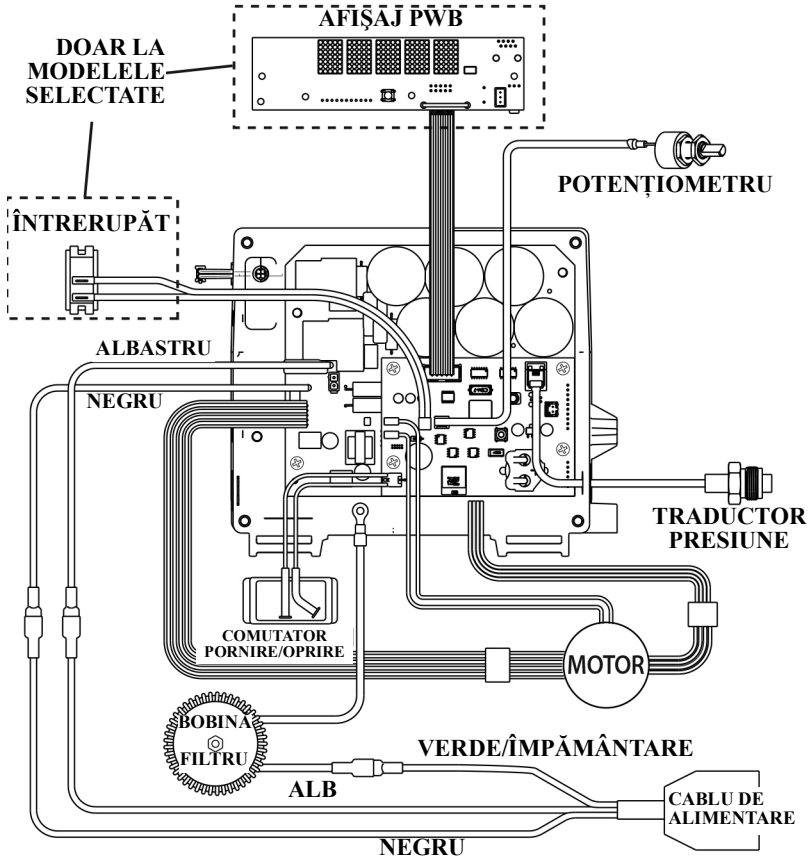 AFIŞAJ PWB
DOAR LA
MODELELE
SELECTATE
POTENȚIOMETRU
ÎNTRERUPĂT
ALBASTRU
NEGRU
TRADUCTOR
PRESIUNE
COMUTATOR
PORNIRE/OPRIRE
MOTOR
BOBINĂ
FILTRU
VERDE/ÎMPĂMÂNTARE
ALB
CABLU DE
ALIMENTARE
NEGRU